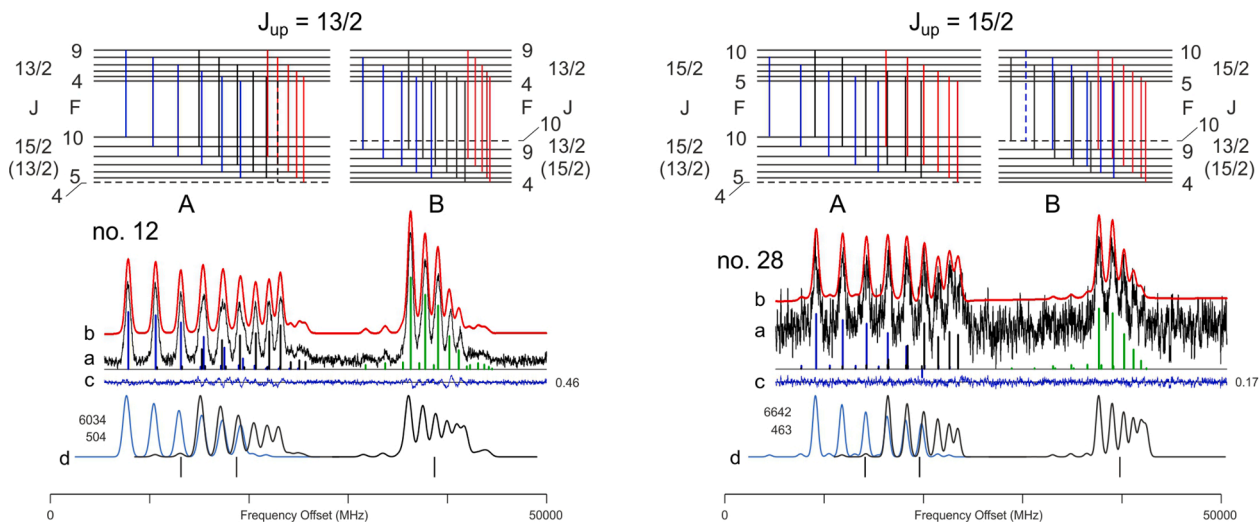 J_up = 13/2
9
13/2
4
J F
10
15/2
(13/2)
5
4
A
9
13/2
4
F J
10
13/2
9
(15/2)
4
B
no. 12
b
a
c
0.46
6034
504
d
0
Frequency Offset (MHz)
50000
J_up = 15/2
10
15/2
5
J F
10
15/2
(13/2)
5
4
A
10
15/2
5
F J
10
13/2
9
(15/2)
4
B
no. 28
b
a
c
0.17
6642
463
d
0
Frequency Offset (MHz)
50000